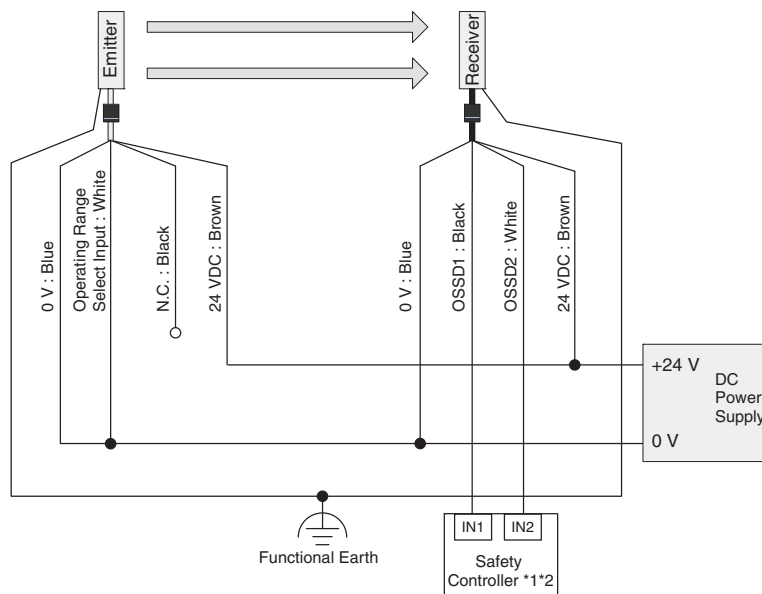 Emitter
Receiver
0 V : Blue
Operating Range
Select Input : White
N.C. : Black
24 VDC : Brown
0 V : Blue
OSSD1 : Black
OSSD2 : White
24 VDC : Brown
+24 V
DC
Power
Supply
0 V
Functional Earth
IN1
IN2
Safety
Controller *1*2